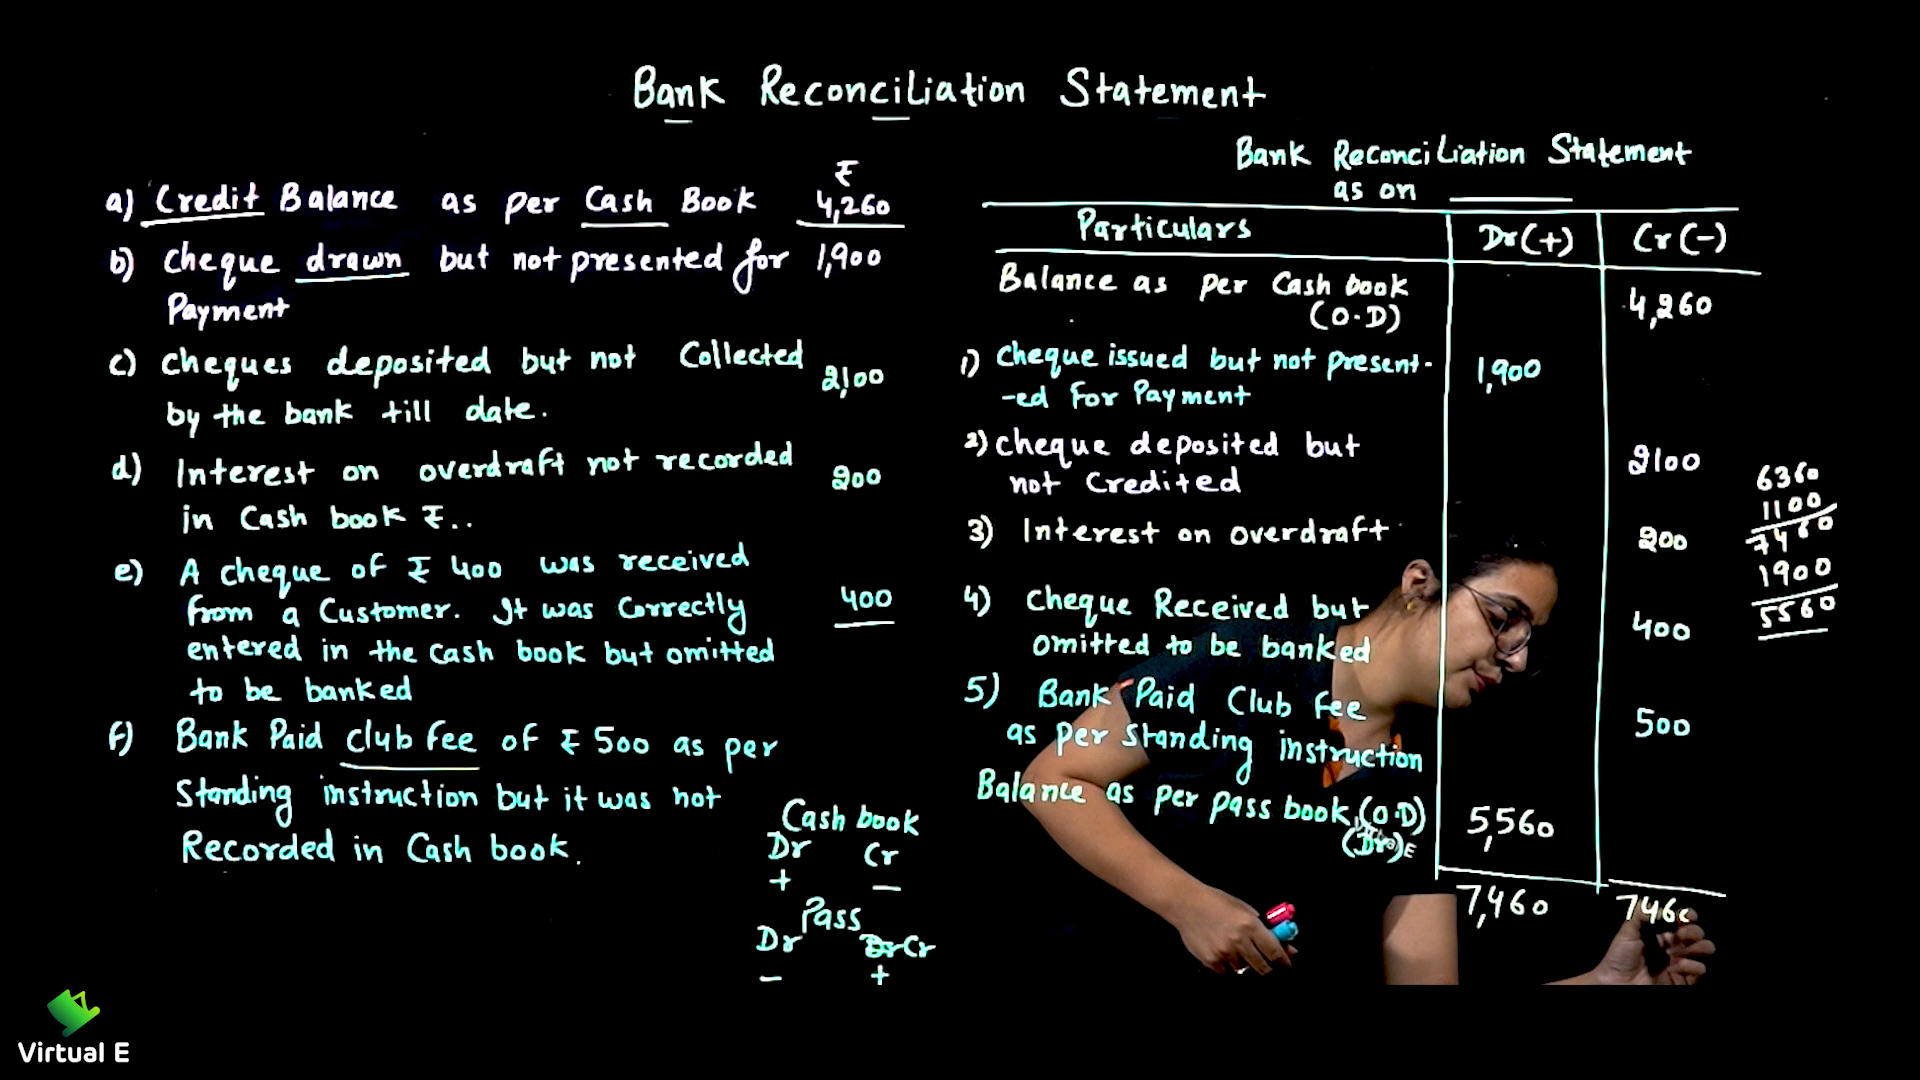 Bank Reconciliation Statement
₹
a) Credit Balance as per Cash Book 4,260
b) Cheque drawn but not presented for 1,900
Payment
c) Cheques deposited but not Collected
2,100
by the bank till date.
d) Interest on overdraft not recorded
200
in Cash book ₹..
e) A cheque of ₹ 400 was received
from a Customer. It was Correctly
400
entered in the cash book but omitted
to be banked
f) Bank Paid club fee of ₹ 500 as per
Standing instruction but it was not
Recorded in Cash book.
Cash book
Dr Cr
+ –
Pass
Dr Dr Cr
– +
Bank Reconciliation Statement
as on
Particulars Dr(+) Cr(-)
Balance as per Cash book
(O.D) 4,260
1) Cheque issued but not present- 1,900
-ed For Payment
2) Cheque deposited but
not Credited 2100
3) Interest on overdraft 200
4) Cheque Received but
omitted to be banked 400
5) Bank Paid Club Fee
as per Standing instruction 500
Balance as per pass book (O.D) 5,560
(Dr)
7,460 746
6360
1100
7460
1900
5560
Virtual E